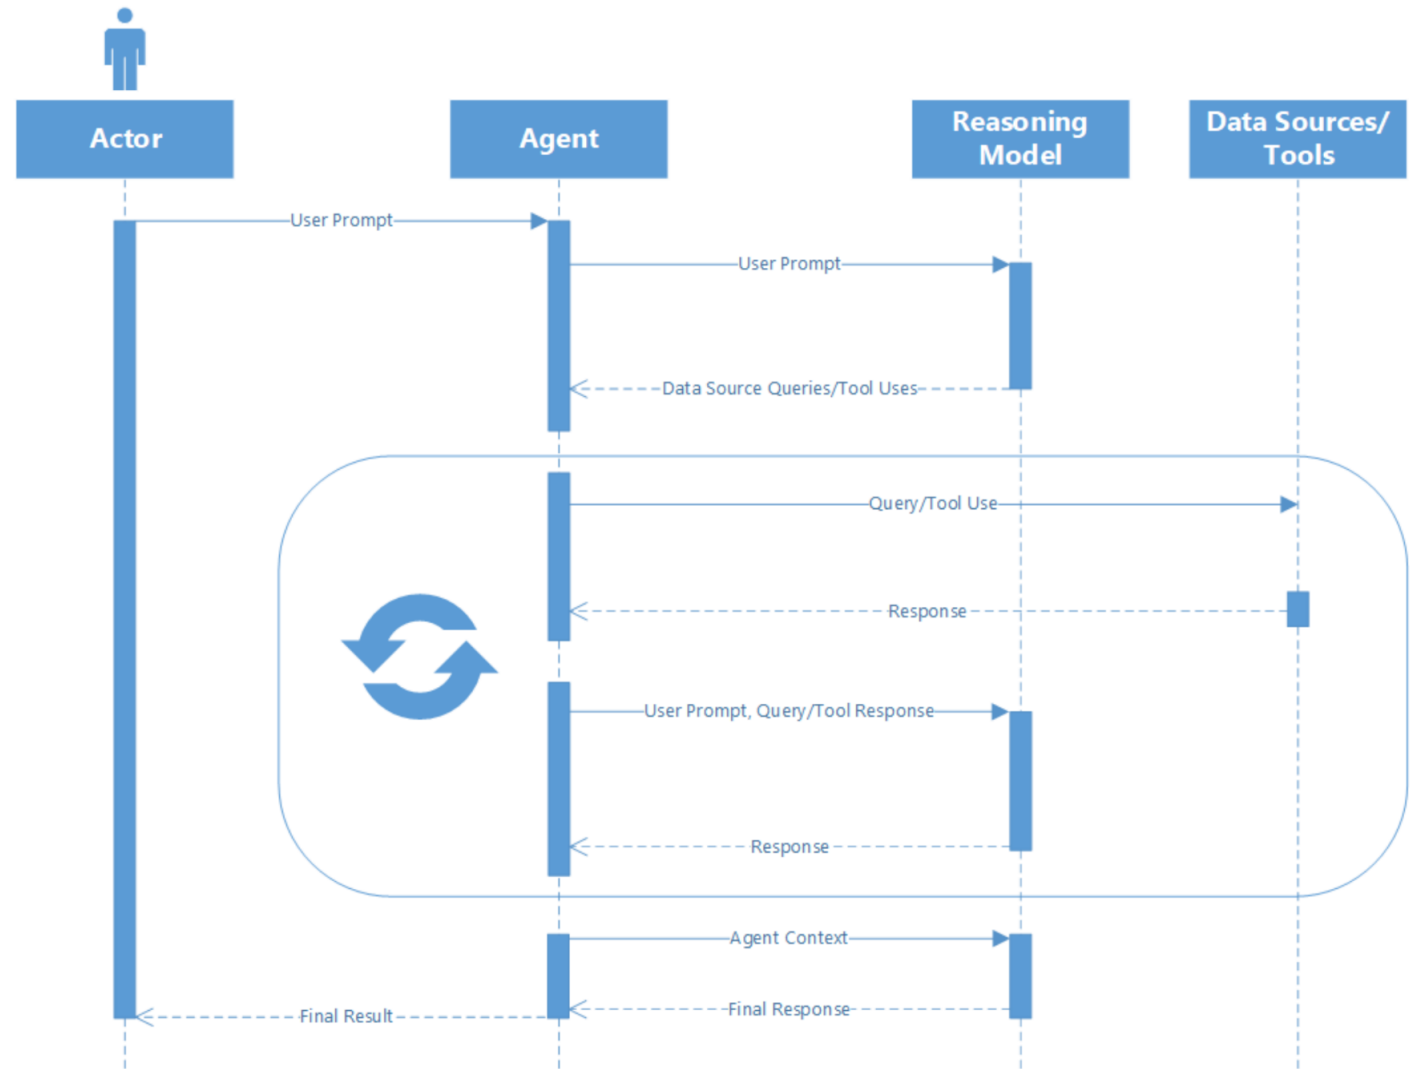 Actor
Agent
Reasoning
Model
Data Sources/
Tools
User Prompt
User Prompt
Data Source Queries/Tool Uses
Query/Tool Use
Response
User Prompt, Query/Tool Response
Response
Agent Context
Final Response
Final Result